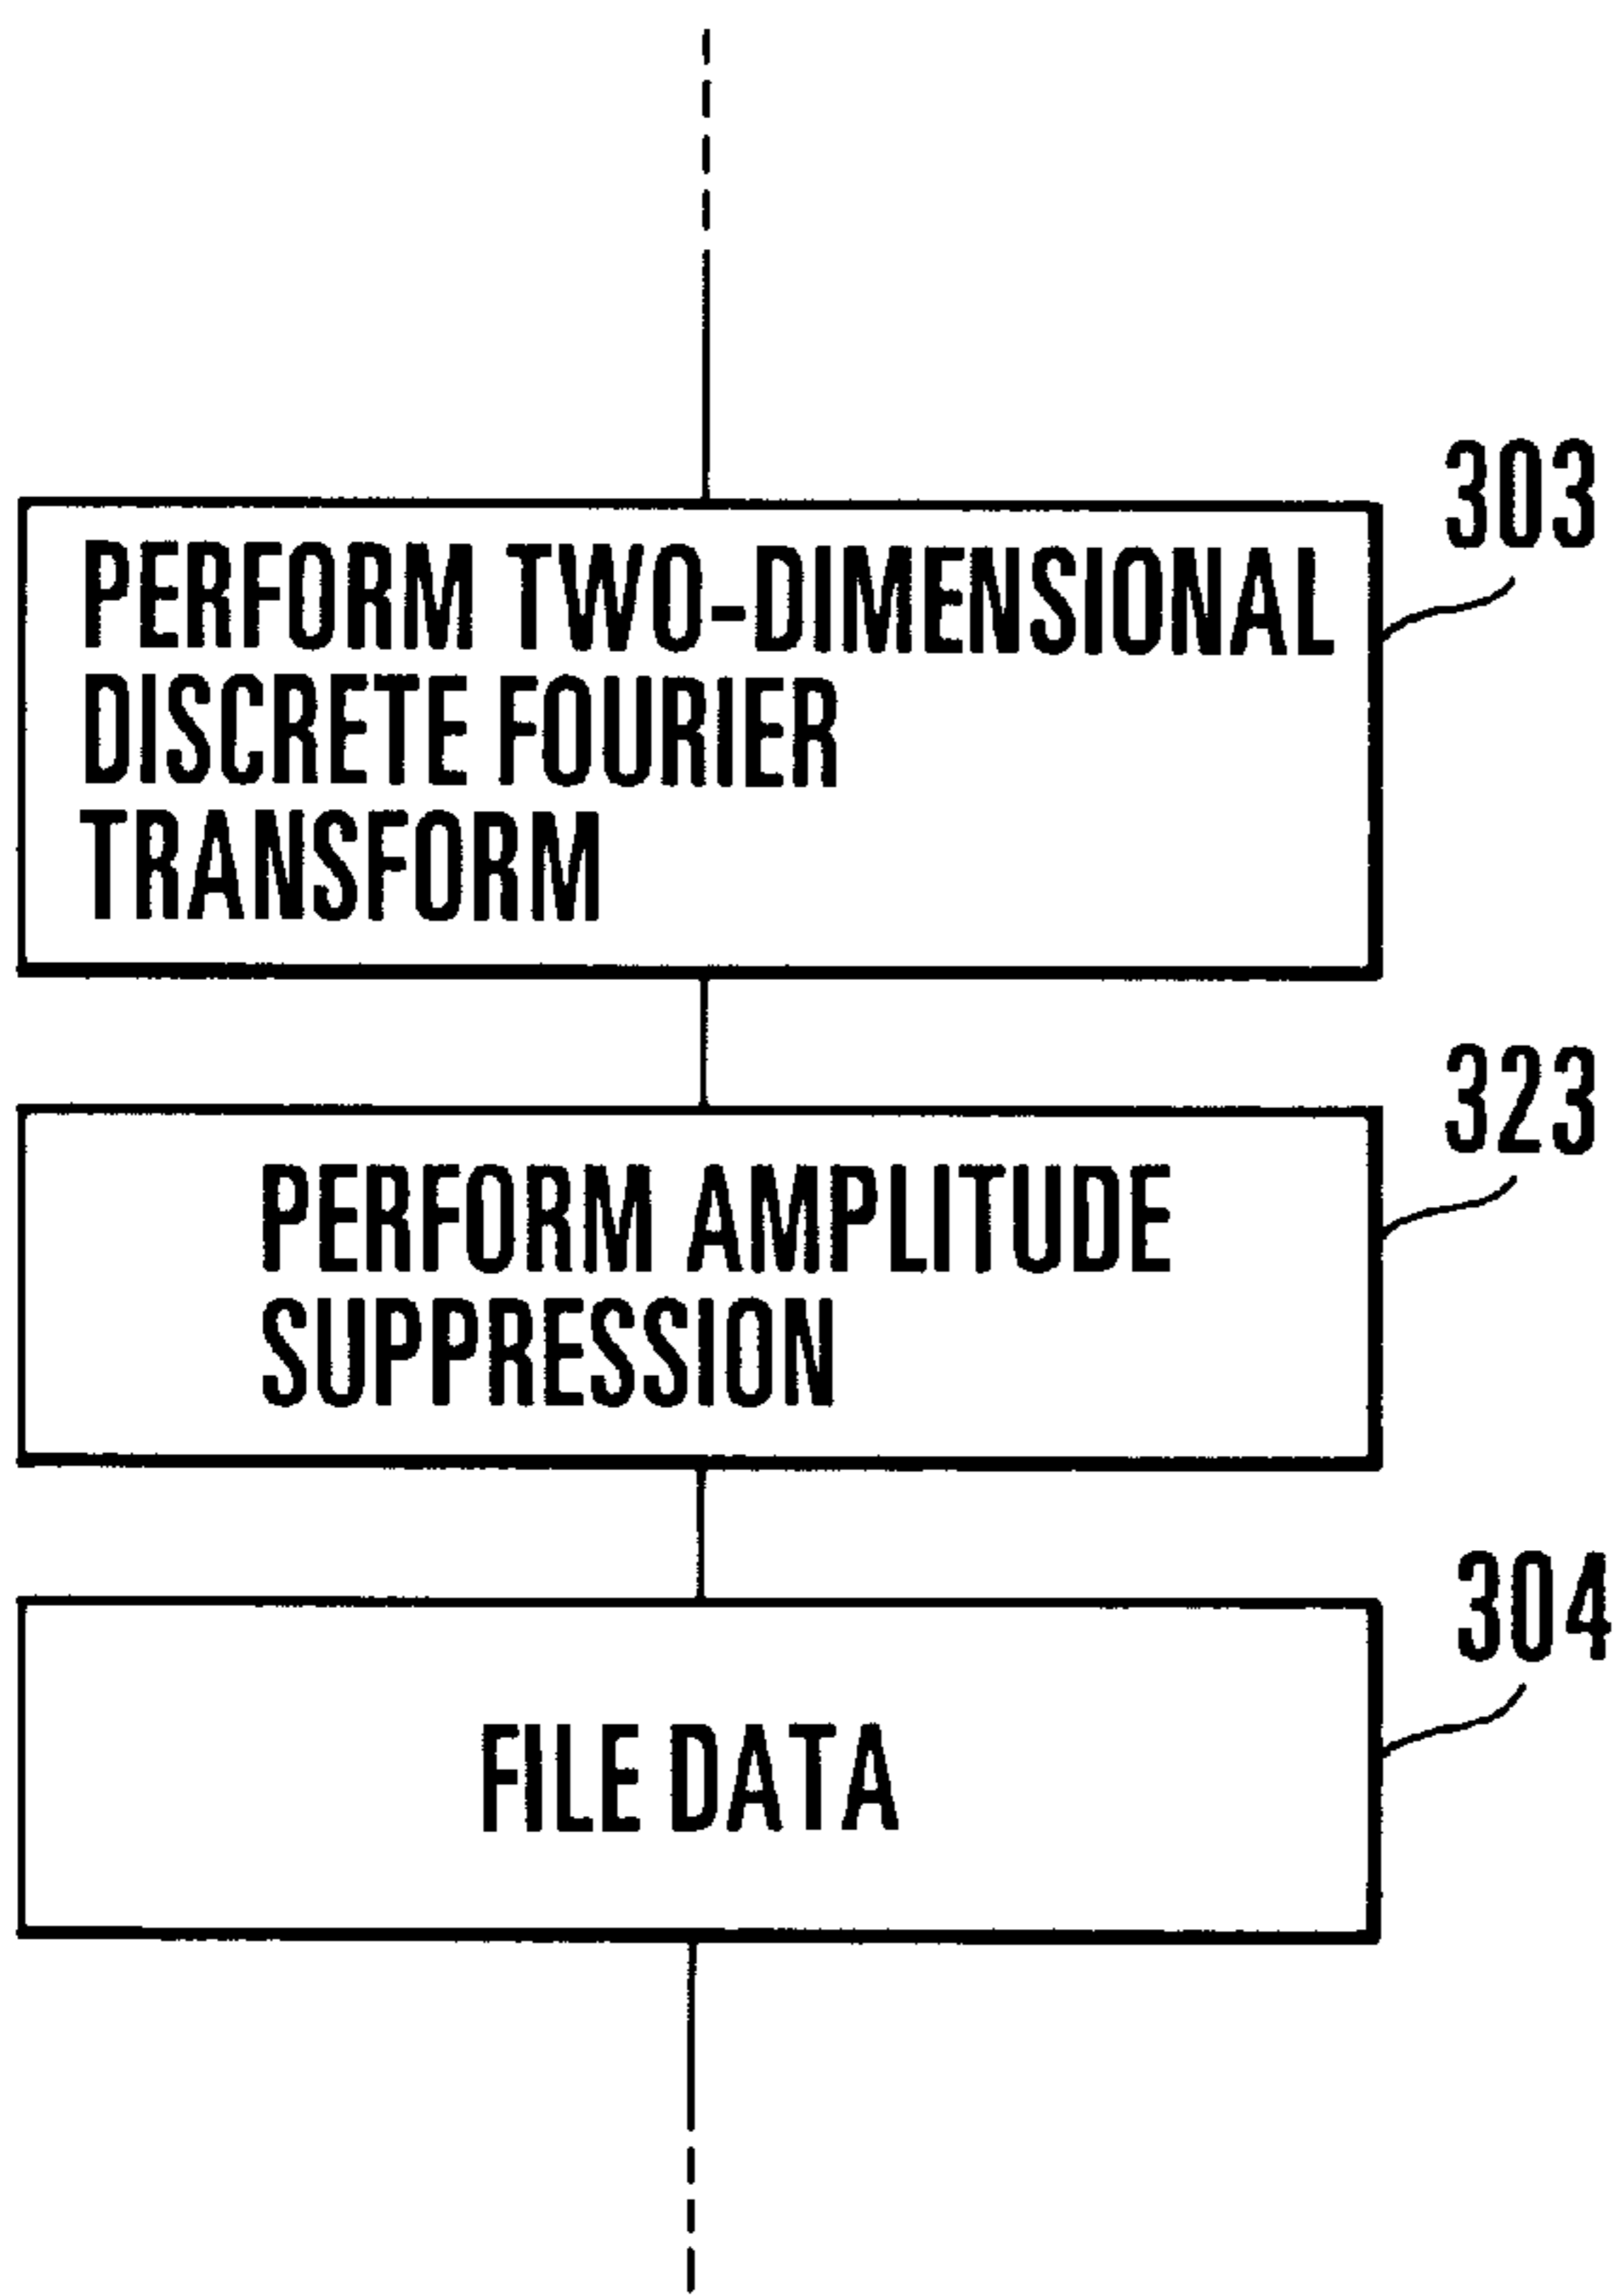 303
PERFORM TWO-DIMENSIONAL
DISCRETE FOURIER
TRANSFORM
323
PERFORM AMPLITUDE
SUPPRESSION
304
FILE DATA